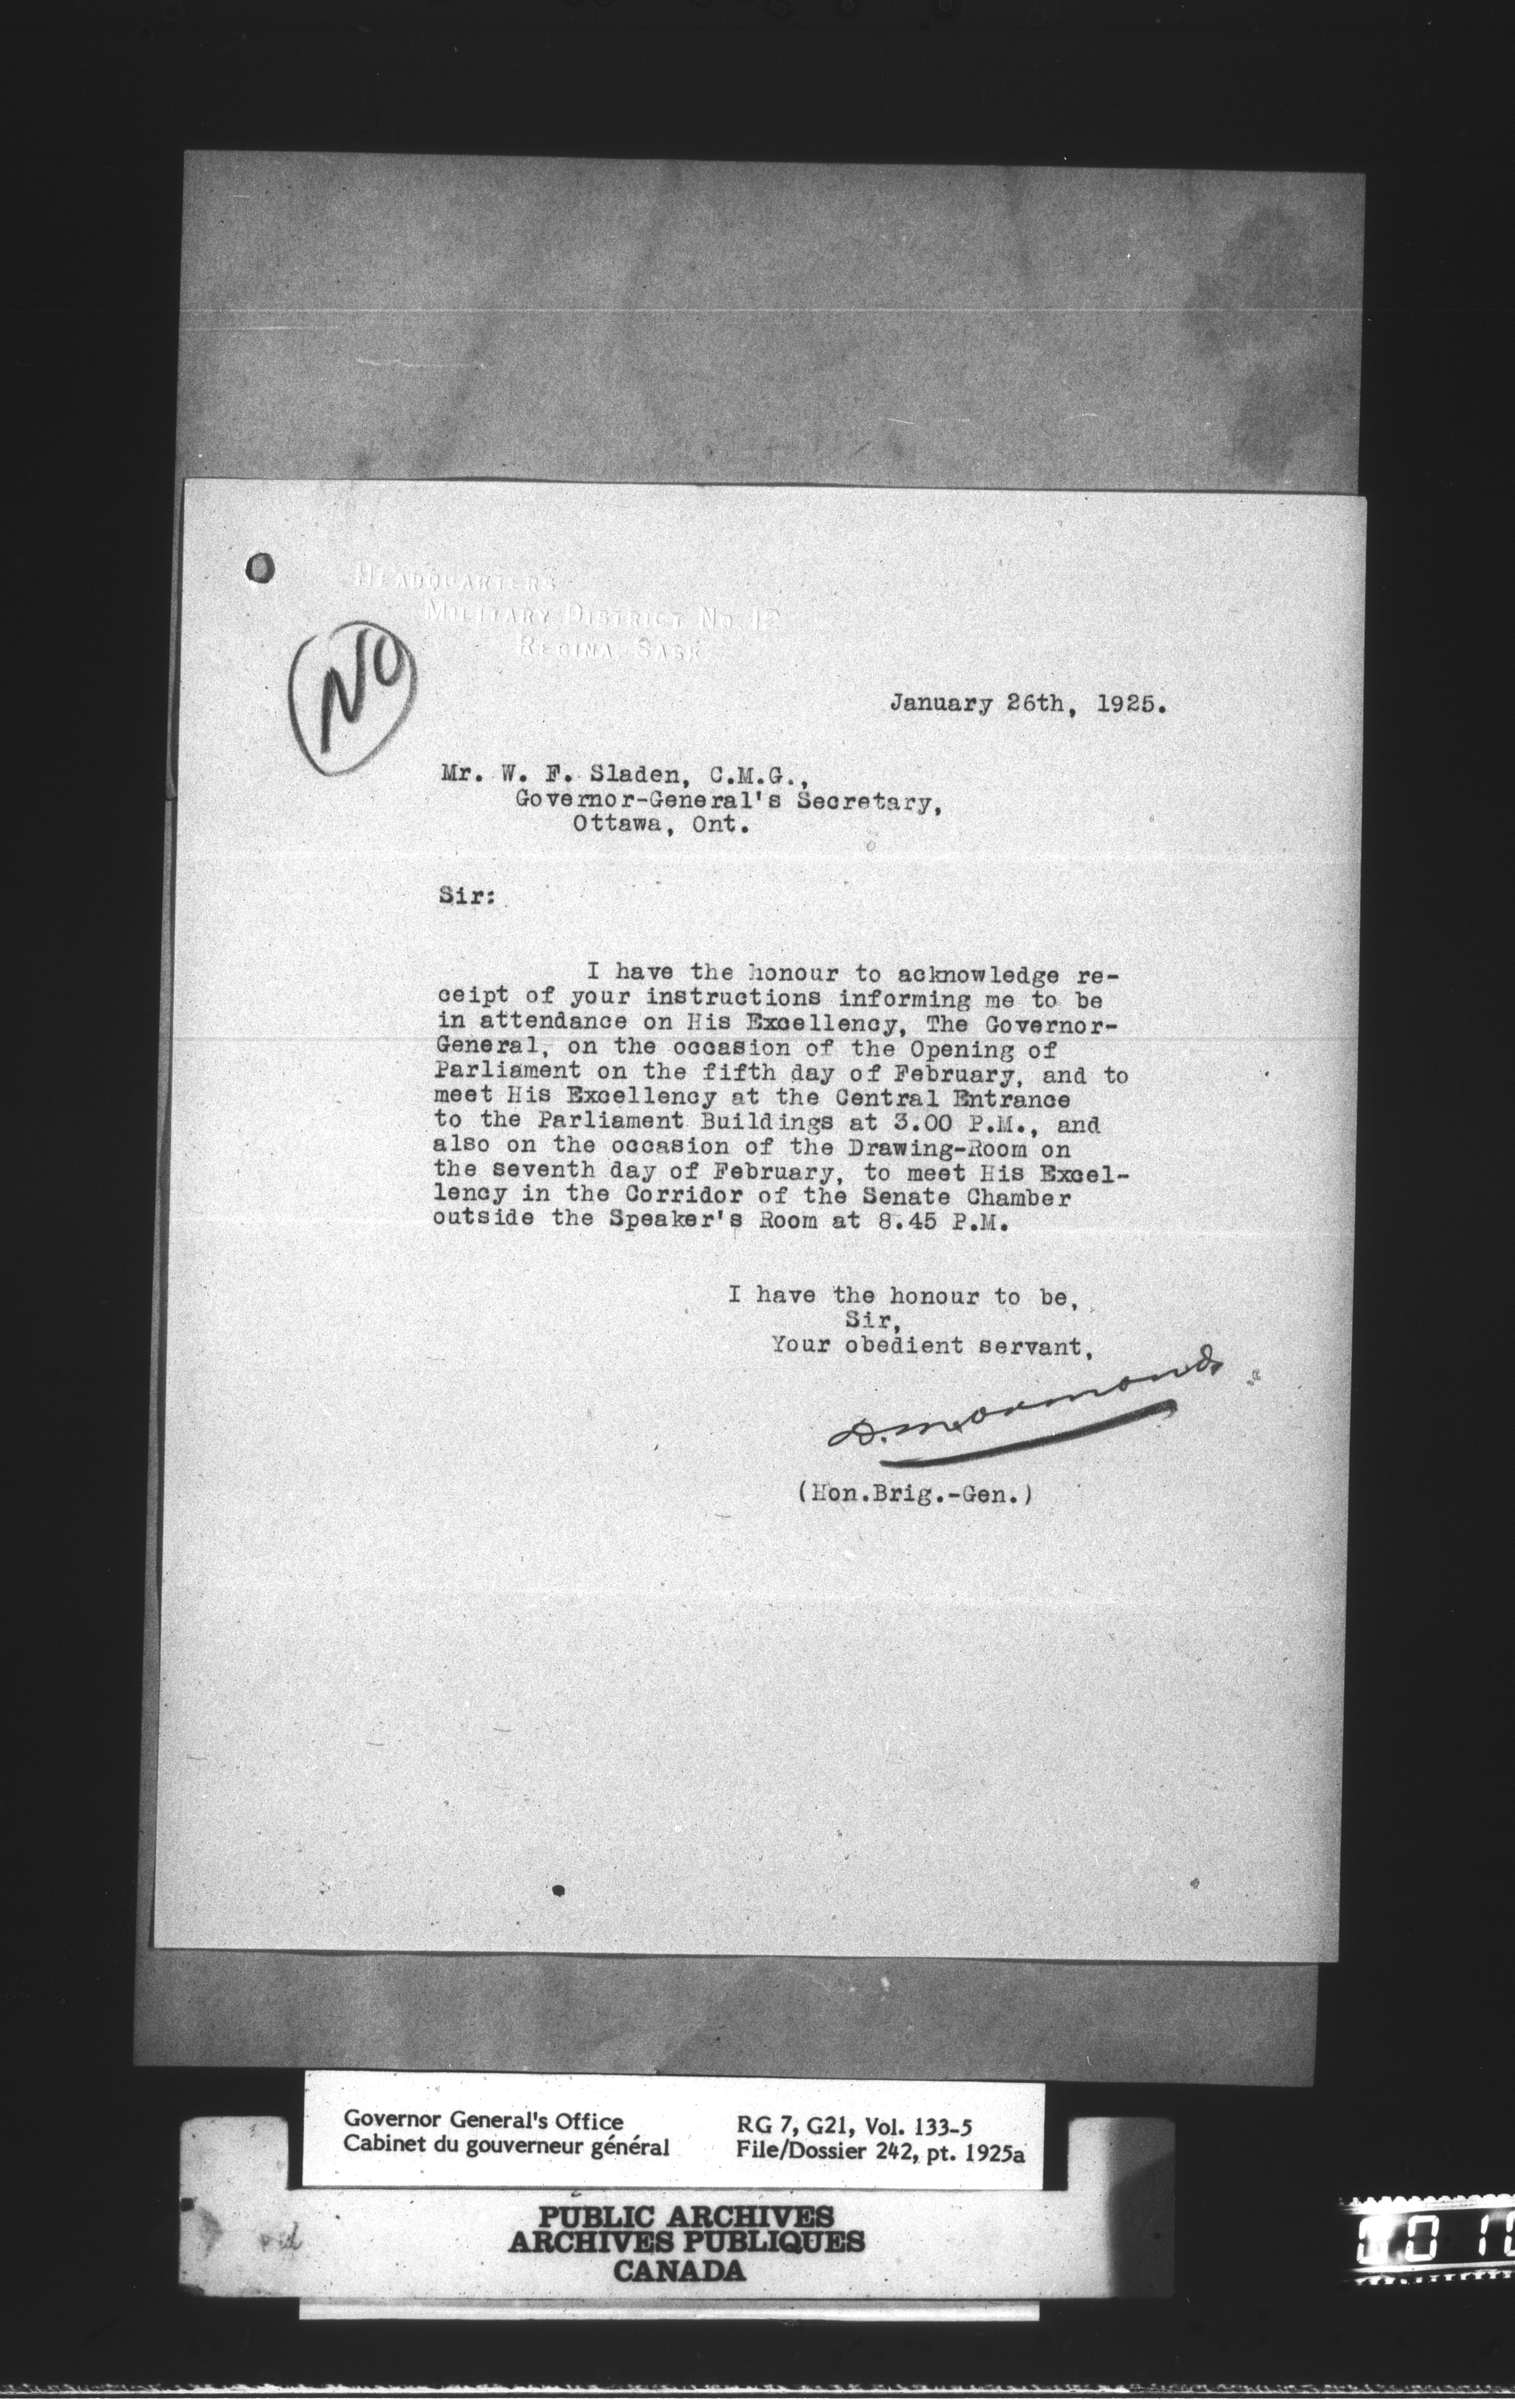 HEADQUARTERS
MILITARY DISTRICT NO. 12
REGINA, SASK
NO
January 26th, 1925.
Mr. W. F. Sladen, C.M.G.,
Governor-General's Secretary,
Ottawa, Ont.
Sir:
I have the honour to acknowledge re-
ceipt of your instructions informing me to be
in attendance on His Excellency, The Governor-
General, on the occasion of the Opening of
Parliament on the fifth day of February, and to
meet His Excellency at the Central Entrance
to the Parliament Buildings at 3.00 P.M., and
also on the occasion of the Drawing-Room on
the seventh day of February, to meet His Excel-
lency in the Corridor of the Senate Chamber
outside the Speaker's Room at 8.45 P.M.
I have the honour to be,
Sir,
Your obedient servant,
D. M. Ormond
(Hon.Brig.-Gen.)
Governor General's Office
Cabinet du gouverneur général
RG 7, G21, Vol. 133-5
File/Dossier 242, pt. 1925a
PUBLIC ARCHIVES
ARCHIVES PUBLIQUES
CANADA